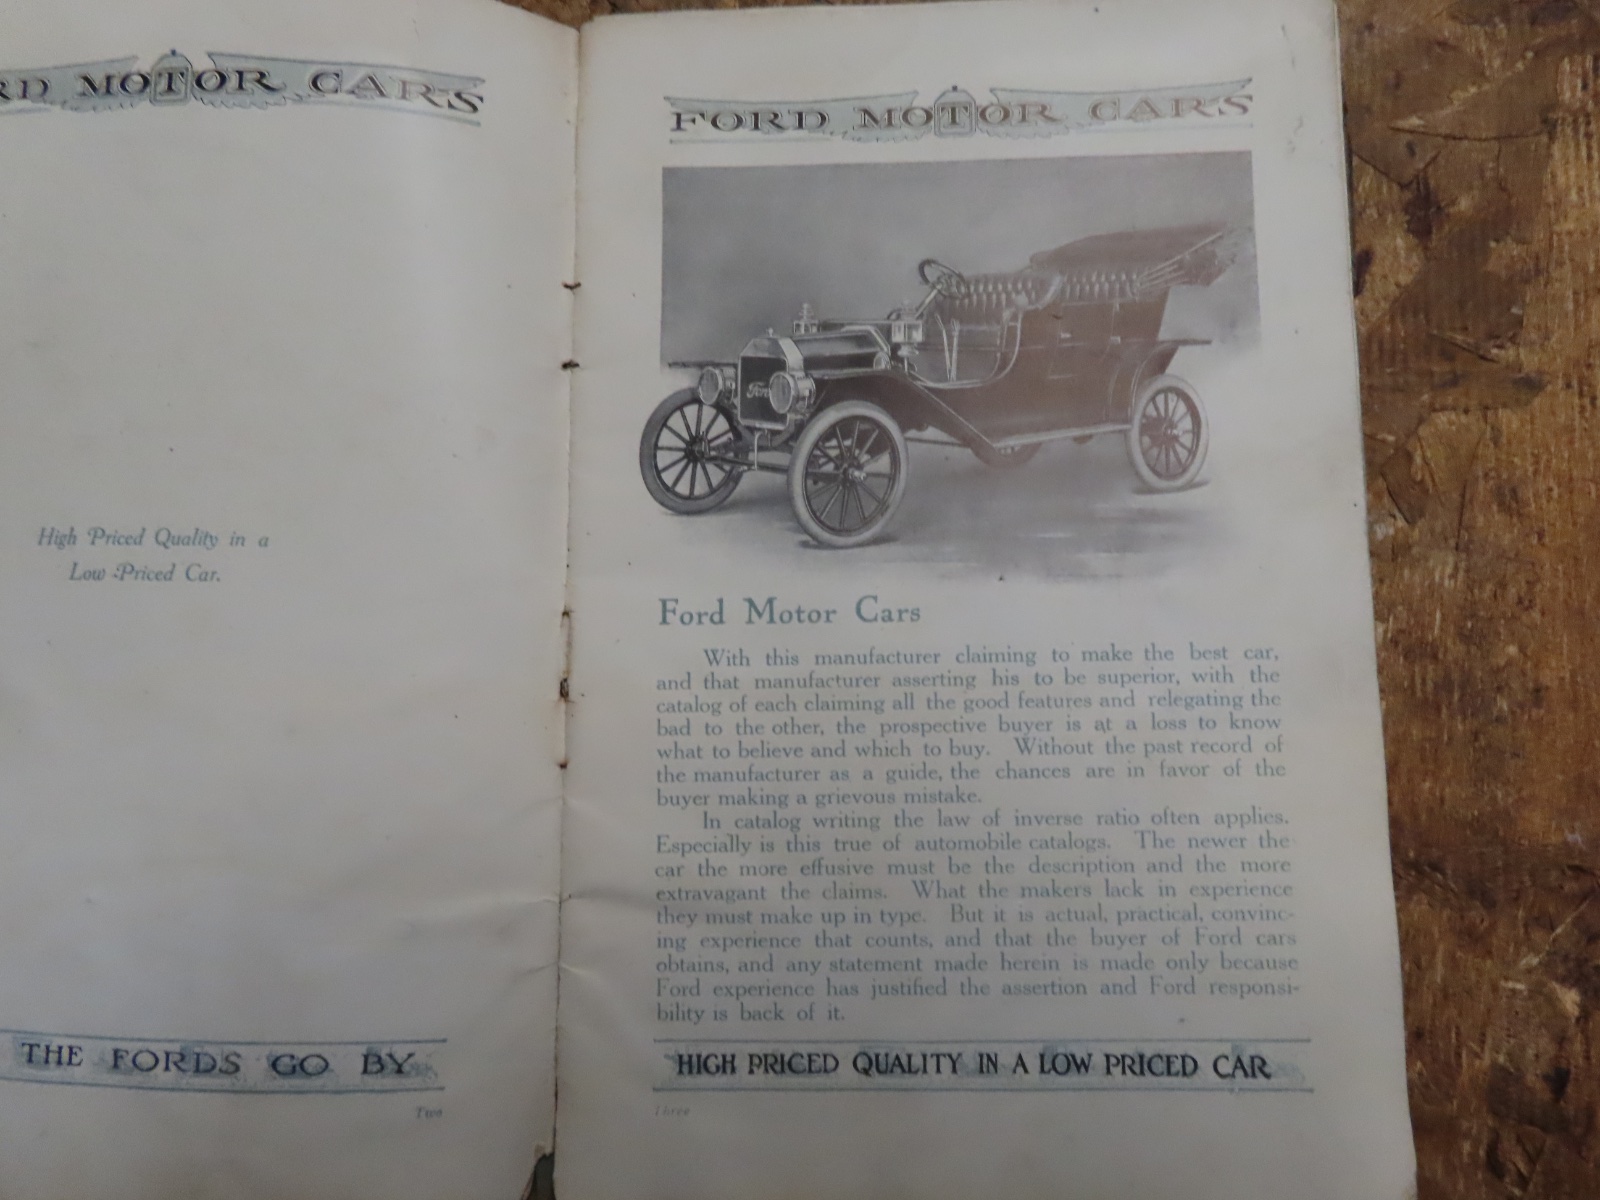 RD MOTOR CARS
High Priced Quality in a
Low Priced Car.
THE FORDS GO BY
Two
FORD MOTOR CARS
Ford
Ford Motor Cars
With this manufacturer claiming to make the best car,
and that manufacturer asserting his to be superior, with the
catalog of each claiming all the good features and relegating the
bad to the other, the prospective buyer is at a loss to know
what to believe and which to buy. Without the past record of
the manufacturer as a guide, the chances are in favor of the
buyer making a grievous mistake.
In catalog writing the law of inverse ratio often applies.
Especially is this true of automobile catalogs. The newer the
car the more effusive must be the description and the more
extravagant the claims. What the makers lack in experience
they must make up in type. But it is actual, practical, convinc-
ing experience that counts, and that the buyer of Ford cars
obtains, and any statement made herein is made only because
Ford experience has justified the assertion and Ford responsi-
bility is back of it.
HIGH PRICED QUALITY IN A LOW PRICED CAR
Three